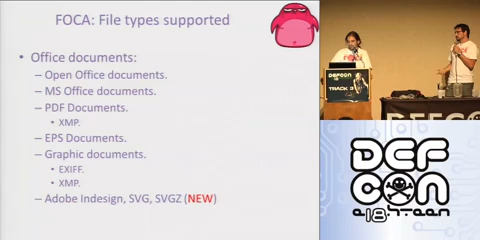 FOCA: File types supported
• Office documents:
– Open Office documents.
– MS Office documents.
– PDF Documents.
• XMP.
– EPS Documents.
– Graphic documents.
• EXIFF.
• XMP.
– Adobe Indesign, SVG, SVGZ (NEW)
DEFCON
TRACK 3
DEF
CON
e18hteen